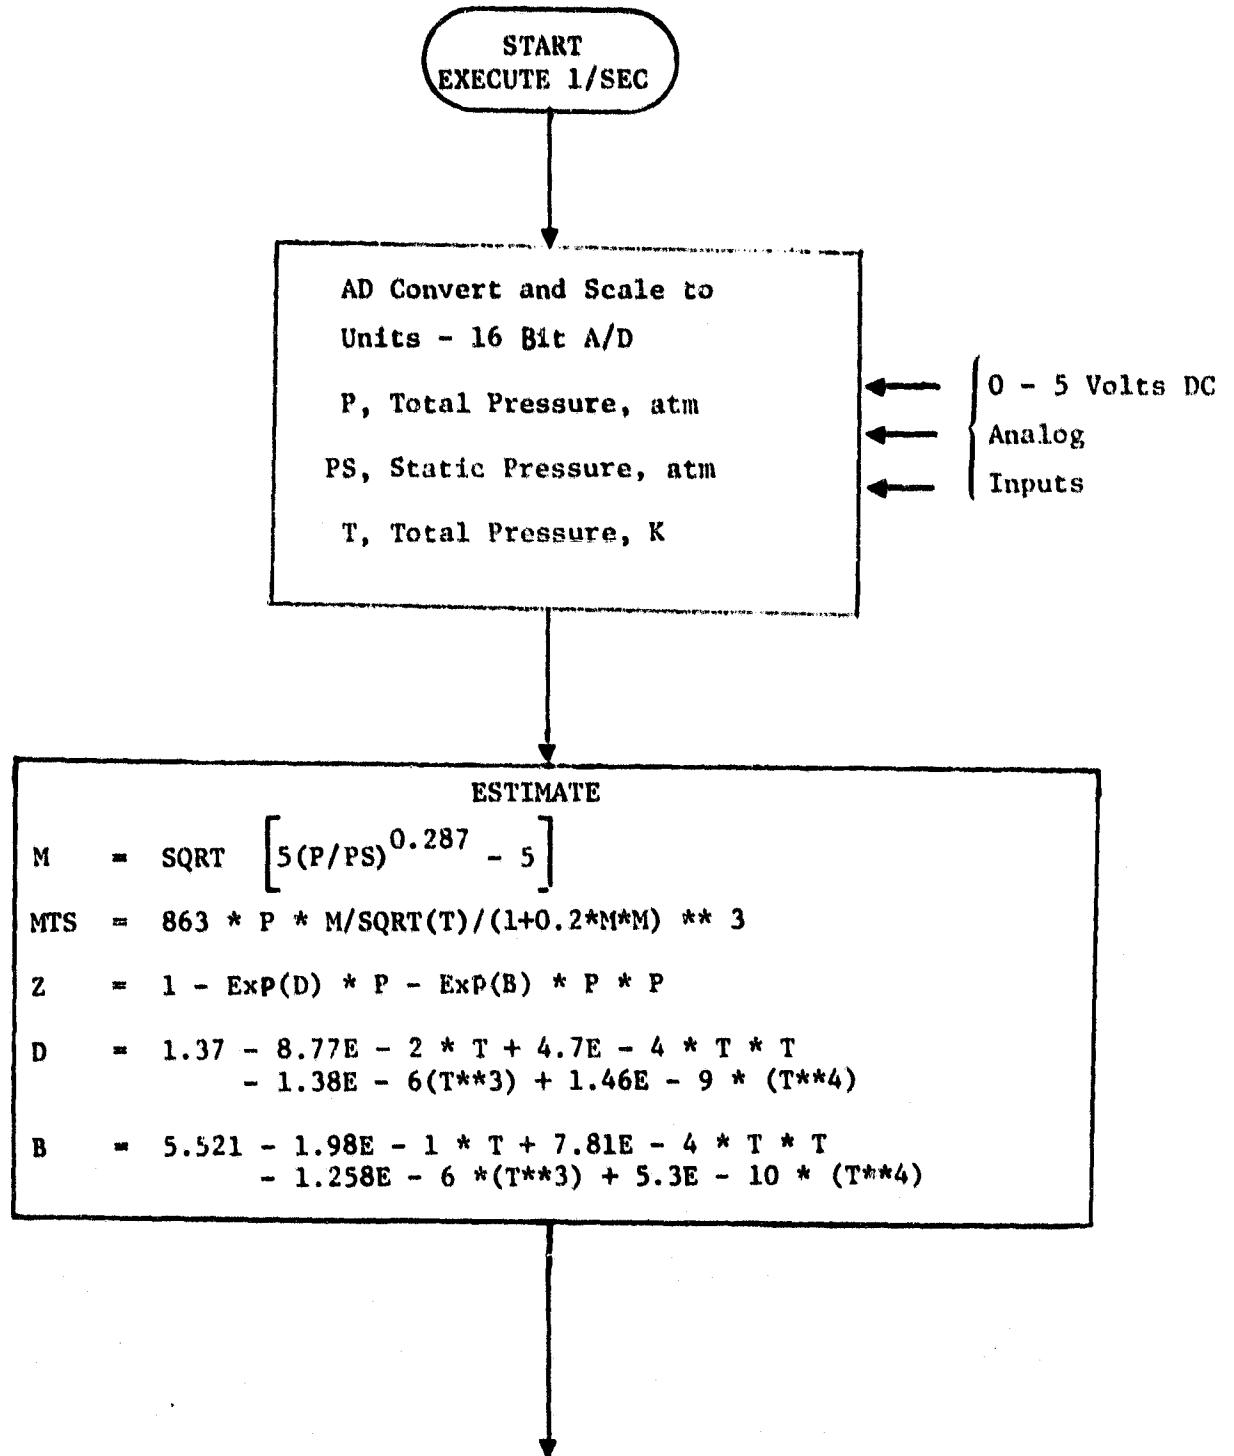 START
EXECUTE 1/SEC
AD Convert and Scale to
Units - 16 Bit A/D
P, Total Pressure, atm
PS, Static Pressure, atm
T, Total Pressure, K
0 - 5 Volts DC
Analog
Inputs
ESTIMATE
M = SQRT [5(P/PS)^0.287 - 5]
MTS = 863 * P * M/SQRT(T)/(1+0.2*M*M) ** 3
Z = 1 - ExP(D) * P - ExP(B) * P * P
D = 1.37 - 8.77E - 2 * T + 4.7E - 4 * T * T
- 1.38E - 6(T**3) + 1.46E - 9 * (T**4)
B = 5.521 - 1.98E - 1 * T + 7.81E - 4 * T * T
- 1.258E - 6 *(T**3) + 5.3E - 10 * (T**4)